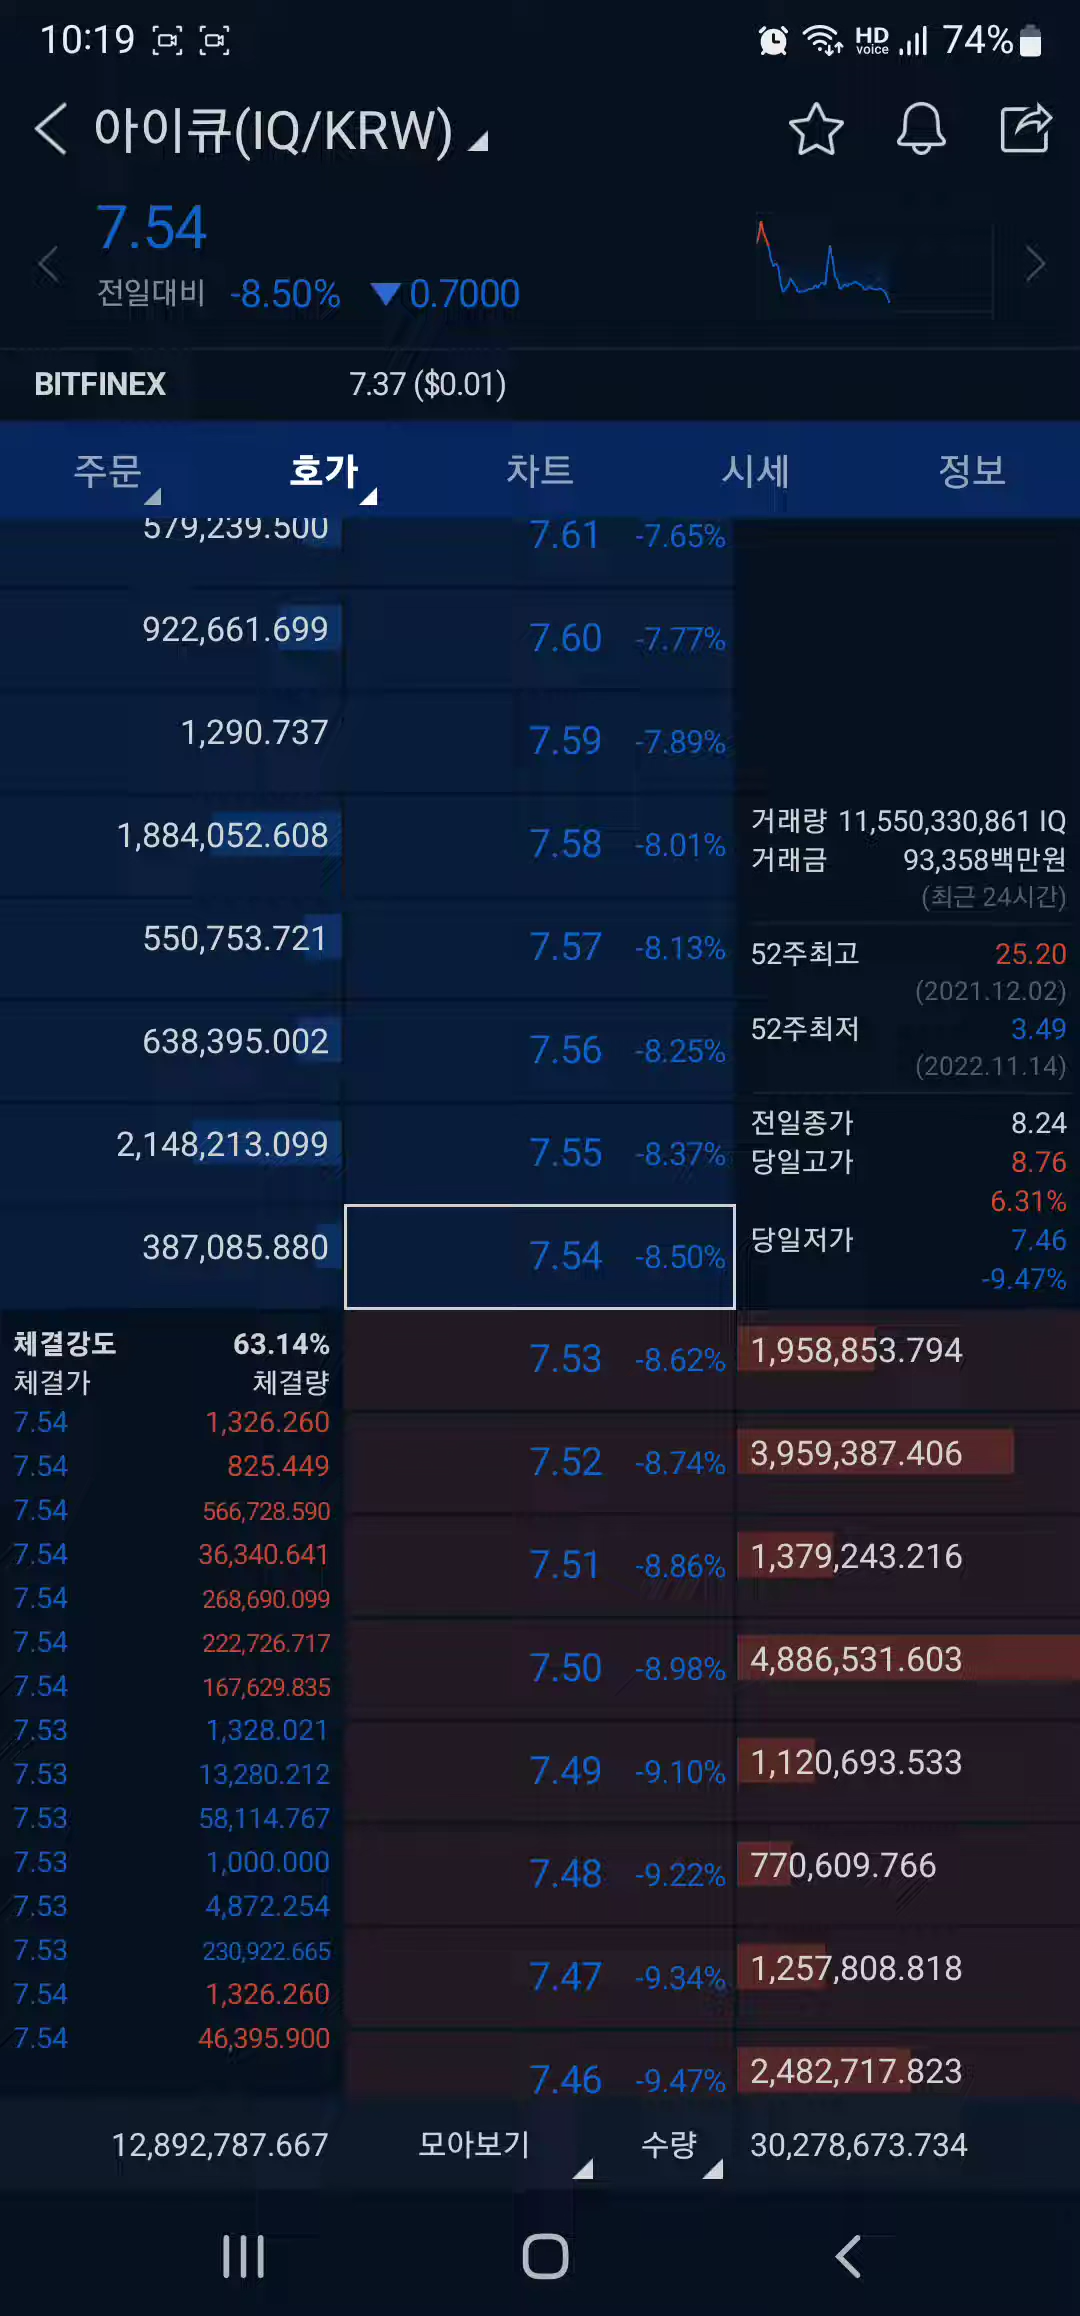 10:19 HD voice 74%
아이큐(IQ/KRW)
7.54
전일대비 -8.50% ▼0.7000
BITFINEX 7.37 ($0.01)
주문 호가 차트 시세 정보
579,239.500 7.61 -7.65%
922,661.699 7.60 -7.77%
1,290.737 7.59 -7.89%
1,884,052.608 7.58 -8.01%
550,753.721 7.57 -8.13%
638,395.002 7.56 -8.25%
2,148,213.099 7.55 -8.37%
387,085.880 7.54 -8.50%
거래량 11,550,330,861 IQ
거래금 93,358백만원
(최근 24시간)
52주최고 25.20
(2021.12.02)
52주최저 3.49
(2022.11.14)
전일종가 8.24
당일고가 8.76
6.31%
당일저가 7.46
-9.47%
체결강도 63.14%
체결가 체결량
7.54 1,326.260
7.54 825.449
7.54 566,728.590
7.54 36,340.641
7.54 268,690.099
7.54 222,726.717
7.54 167,629.835
7.53 1,328.021
7.53 13,280.212
7.53 58,114.767
7.53 1,000.000
7.53 4,872.254
7.53 230,922.665
7.54 1,326.260
7.54 46,395.900
7.53 -8.62% 1,958,853.794
7.52 -8.74% 3,959,387.406
7.51 -8.86% 1,379,243.216
7.50 -8.98% 4,886,531.603
7.49 -9.10% 1,120,693.533
7.48 -9.22% 770,609.766
7.47 -9.34% 1,257,808.818
7.46 -9.47% 2,482,717.823
12,892,787.667 모아보기 수량 30,278,673.734